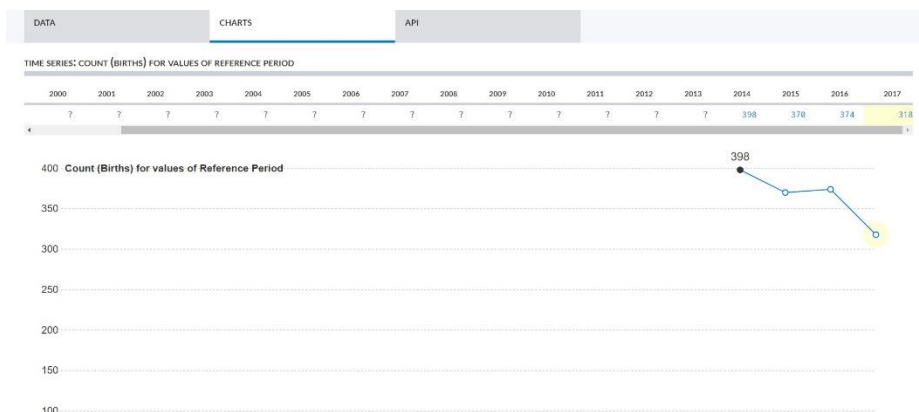 DATA CHARTS API
TIME SERIES: COUNT (BIRTHS) FOR VALUES OF REFERENCE PERIOD
2000 2001 2002 2003 2004 2005 2006 2007 2008 2009 2010 2011 2012 2013 2014 2015 2016 2017
? ? ? ? ? ? ? ? ? ? ? ? ? ? 398 370 374 318
398
400 Count (Births) for values of Reference Period
350
300
250
200
150
100